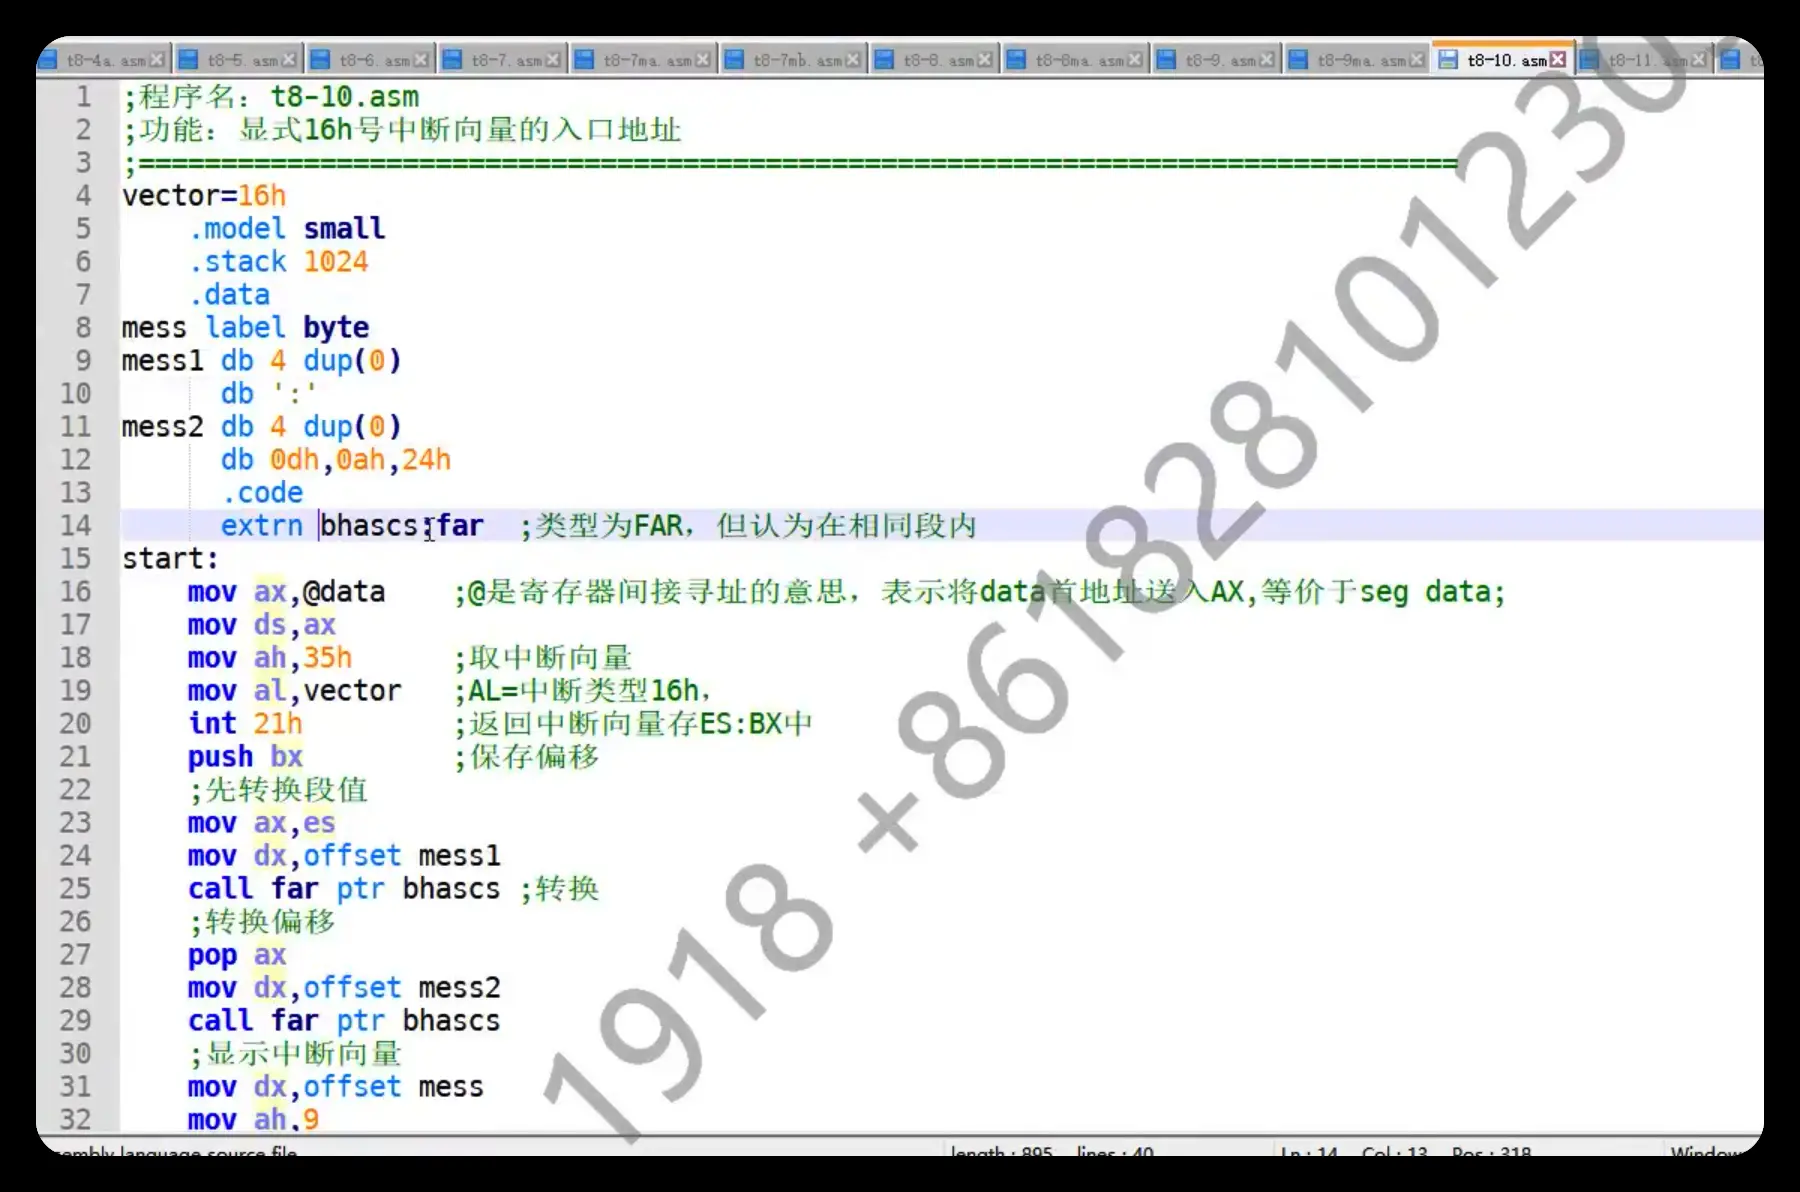 t8-4a.asm t8-5.asm t8-6.asm t8-7.asm t8-7ma.asm t8-7mb.asm t8-8.asm t8-8ma.asm t8-9.asm t8-9ma.asm t8-10.asm t8-11.asm
1 ;程序名：t8-10.asm
2 ;功能：显式16h号中断向量的入口地址
3 ;================================================================================
4 vector=16h
5 .model small
6 .stack 1024
7 .data
8 mess label byte
9 mess1 db 4 dup(0)
10 db ':'
11 mess2 db 4 dup(0)
12 db 0dh,0ah,24h
13 .code
14 extrn bhascs:far ;类型为FAR，但认为在相同段内
15 start:
16 mov ax,@data ;@是寄存器间接寻址的意思，表示将data首地址送入AX,等价于seg data;
17 mov ds,ax
18 mov ah,35h ;取中断向量
19 mov al,vector ;AL=中断类型16h，
20 int 21h ;返回中断向量存ES:BX中
21 push bx ;保存偏移
22 ;先转换段值
23 mov ax,es
24 mov dx,offset mess1
25 call far ptr bhascs ;转换
26 ;转换偏移
27 pop ax
28 mov dx,offset mess2
29 call far ptr bhascs
30 ;显示中断向量
31 mov dx,offset mess
32 mov ah,9
embly language source file length : 895 lines : 40 Ln : 14 Col : 13 Pos : 318 Window
1918 +861828101230